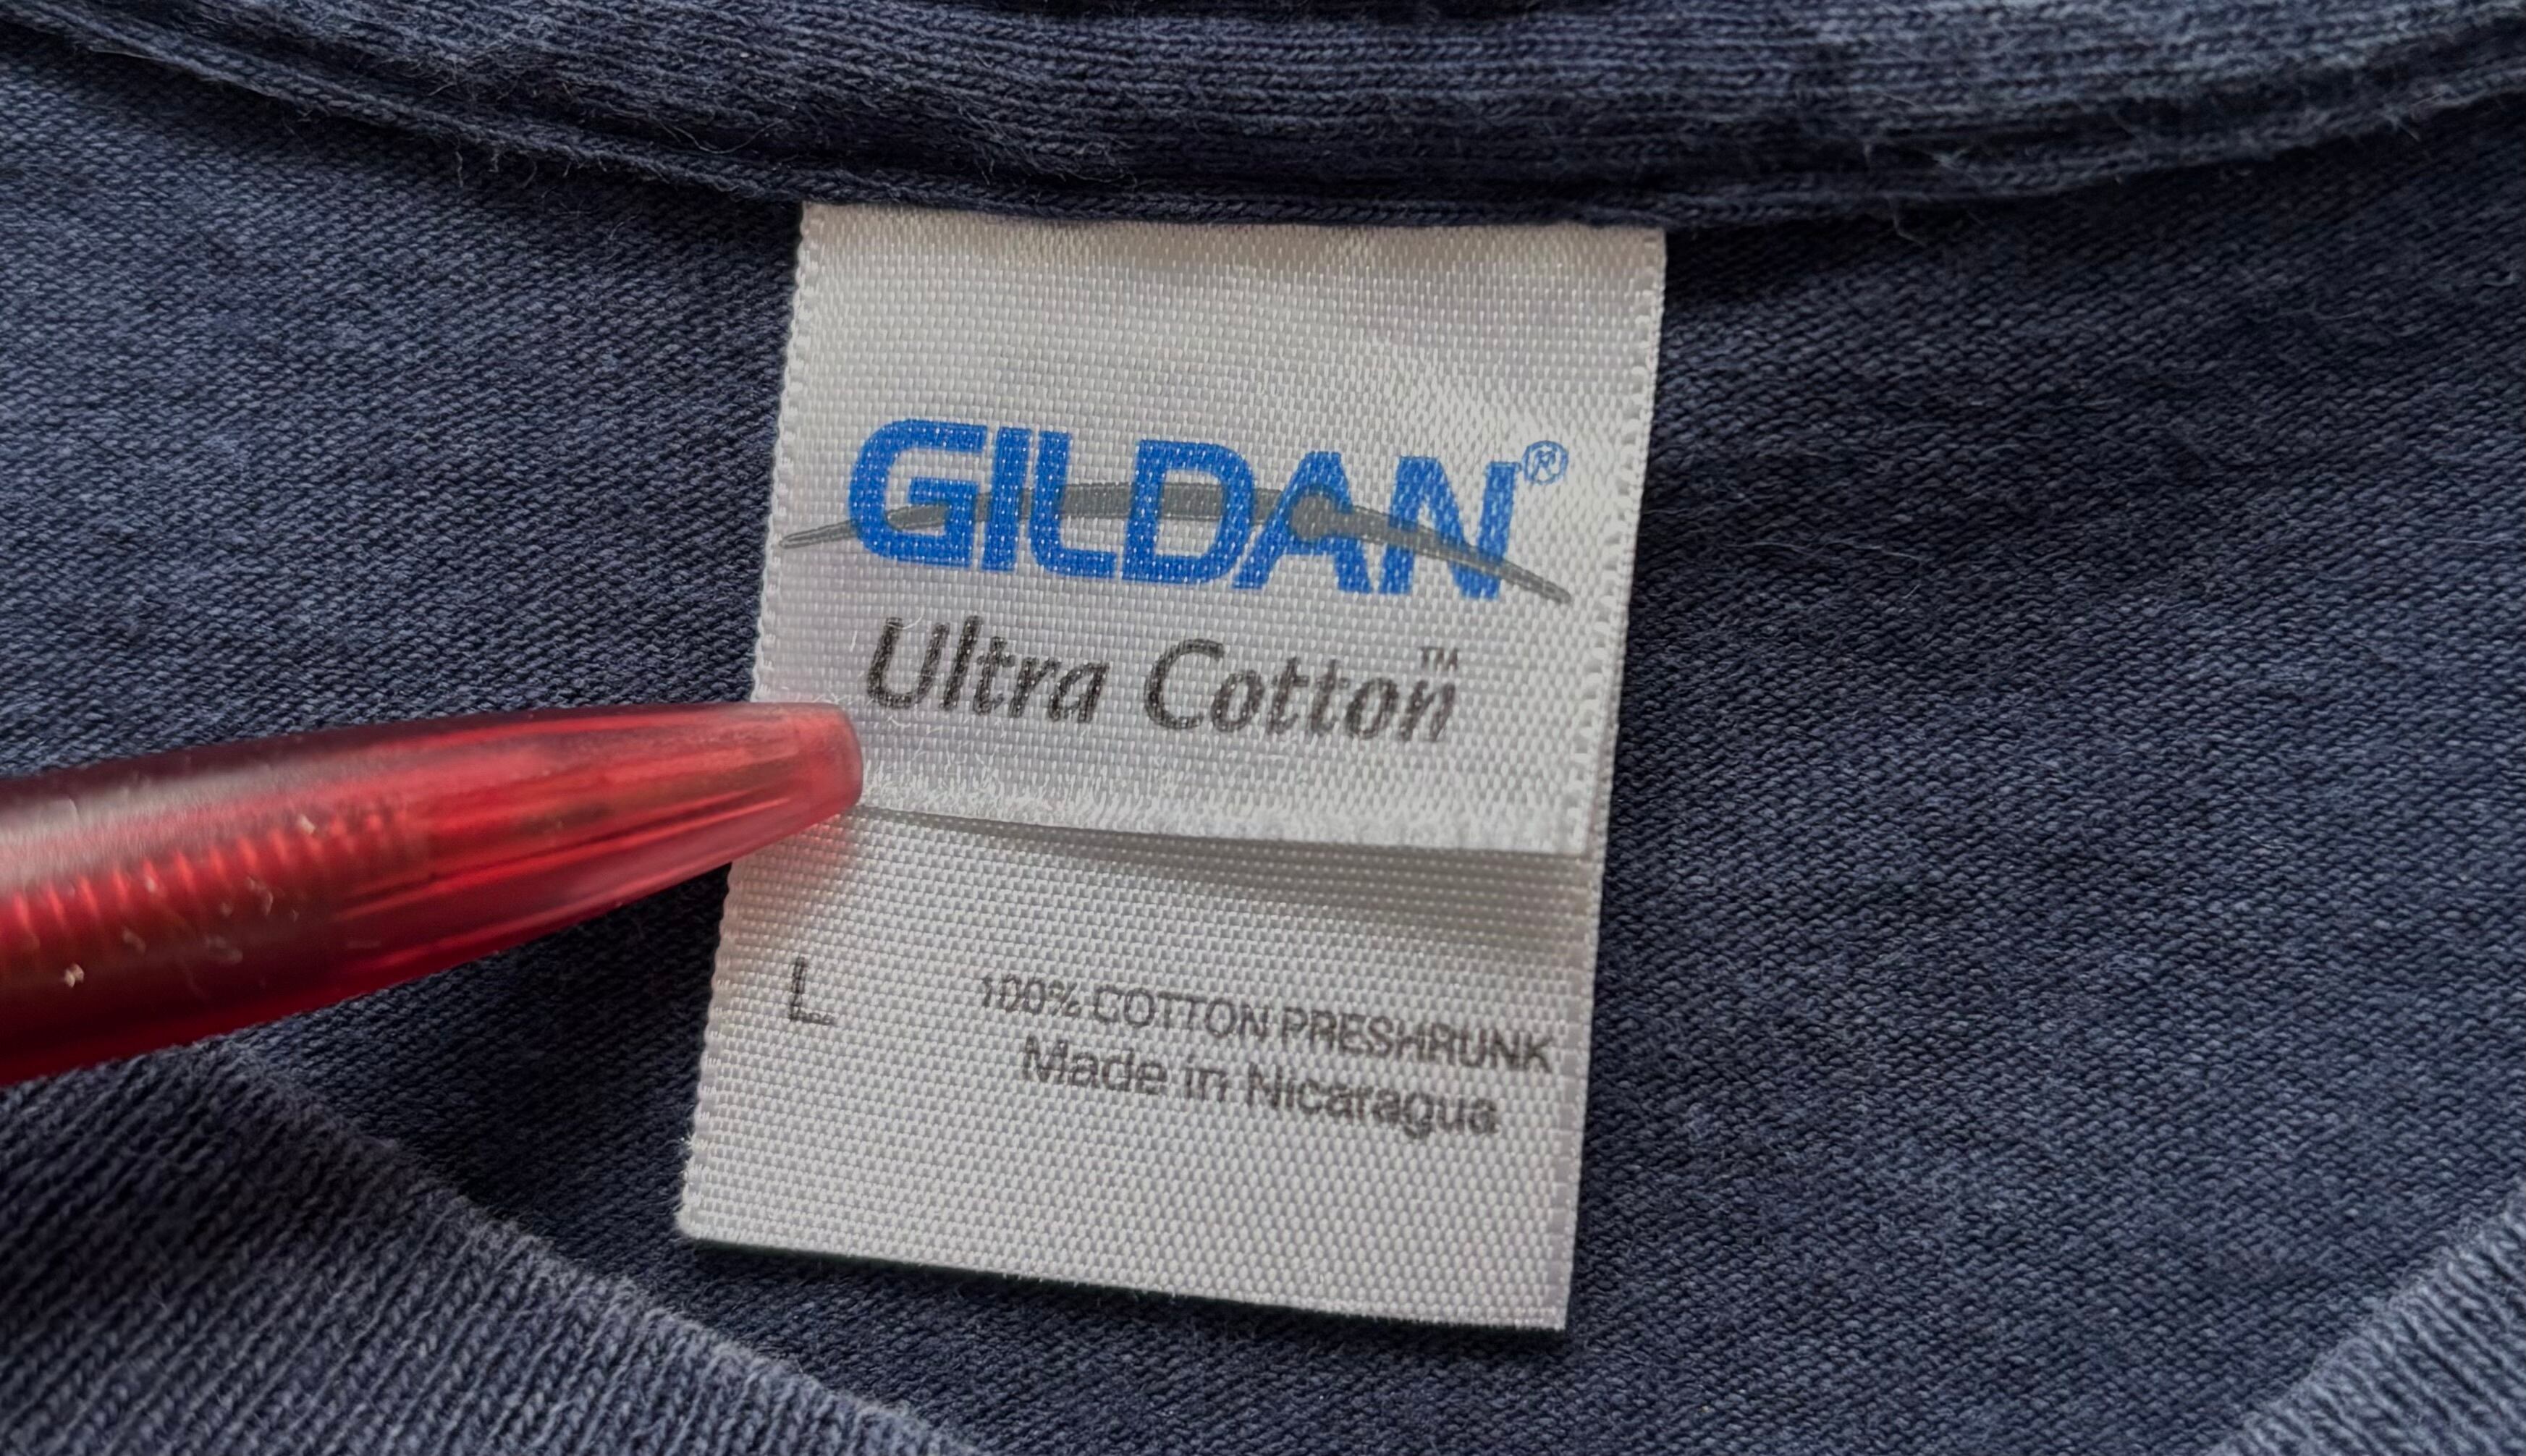 GILDAN®
Ultra Cotton™
L 100% COTTON PRESHRUNK
Made in Nicaragua